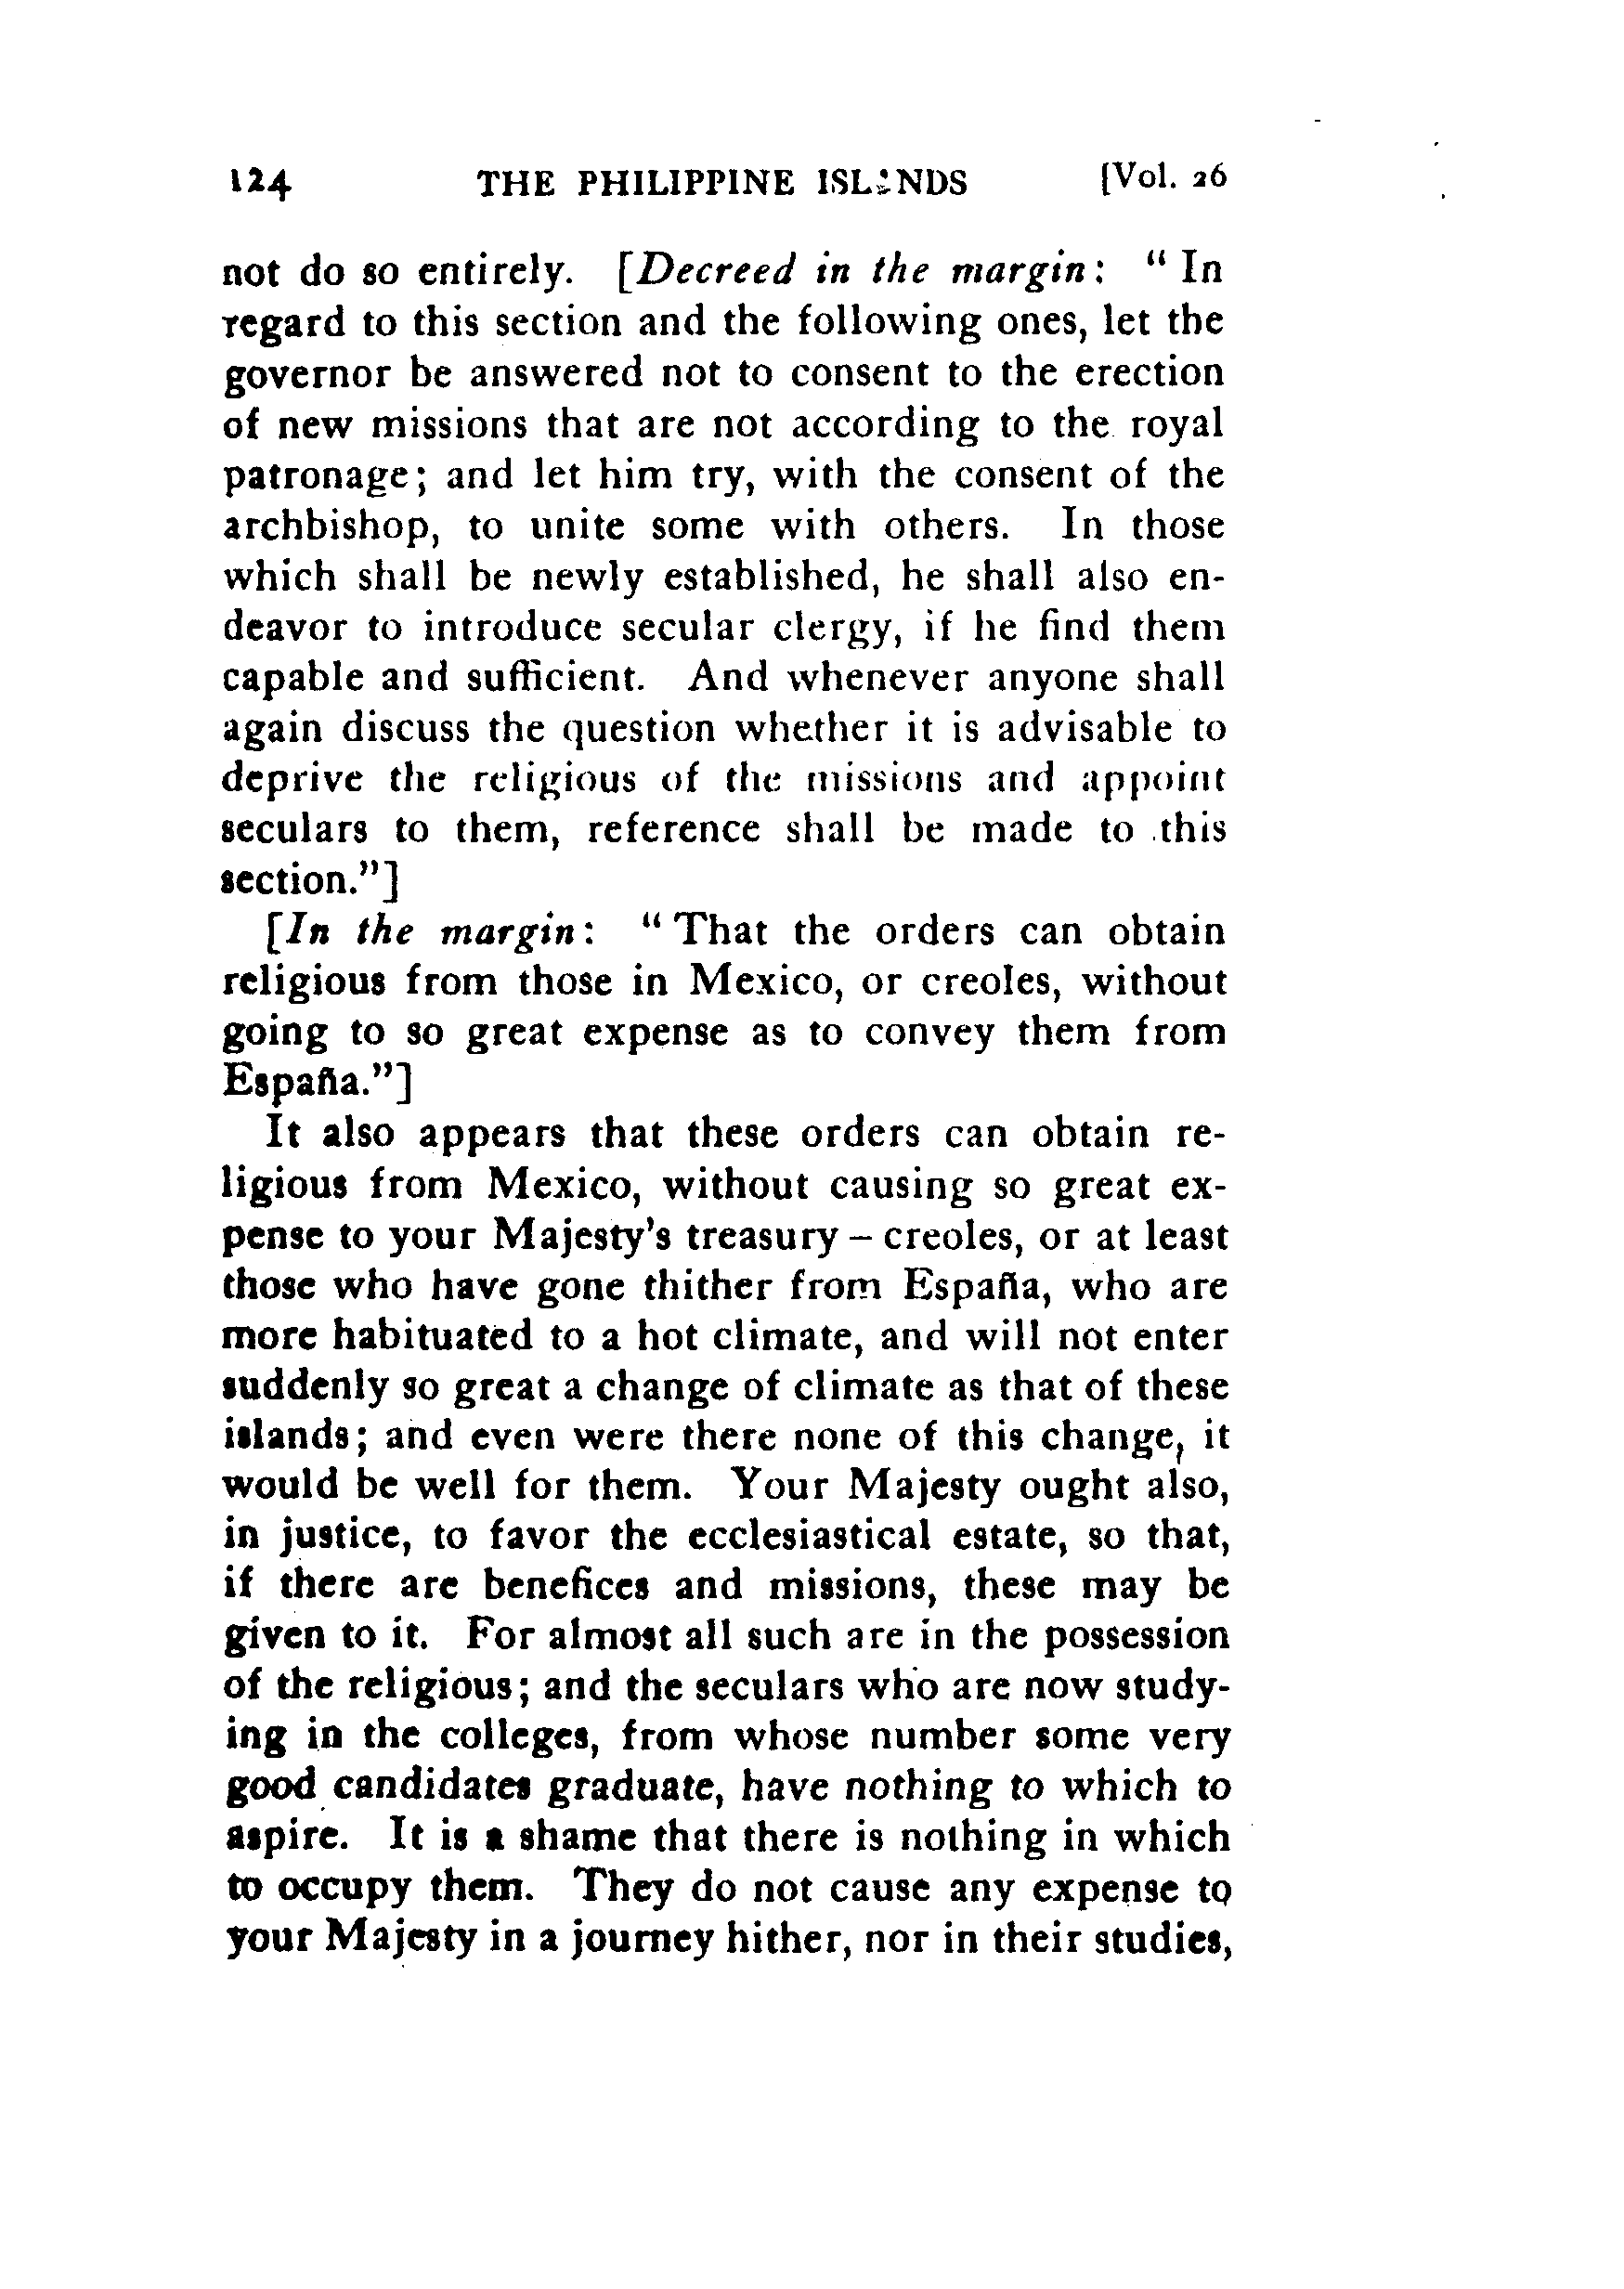 124 THE PHILIPPINE ISLANDS [Vol. 26
not do so entirely. [Decreed in the margin: “ In
regard to this section and the following ones, let the
governor be answered not to consent to the erection
of new missions that are not according to the royal
patronage; and let him try, with the consent of the
archbishop, to unite some with others. In those
which shall be newly established, he shall also en-
deavor to introduce secular clergy, if he find them
capable and sufficient. And whenever anyone shall
again discuss the question whether it is advisable to
deprive the religious of the missions and appoint
seculars to them, reference shall be made to this
section.”]
[In the margin: “ That the orders can obtain
religious from those in Mexico, or creoles, without
going to so great expense as to convey them from
España.”]
It also appears that these orders can obtain re-
ligious from Mexico, without causing so great ex-
pense to your Majesty's treasury – creoles, or at least
those who have gone thither from España, who are
more habituated to a hot climate, and will not enter
suddenly so great a change of climate as that of these
islands; and even were there none of this change, it
would be well for them. Your Majesty ought also,
in justice, to favor the ecclesiastical estate, so that,
if there are benefices and missions, these may be
given to it. For almost all such are in the possession
of the religious; and the seculars who are now study-
ing in the colleges, from whose number some very
good candidates graduate, have nothing to which to
aspire. It is a shame that there is nothing in which
to occupy them. They do not cause any expense to
your Majesty in a journey hither, nor in their studies,